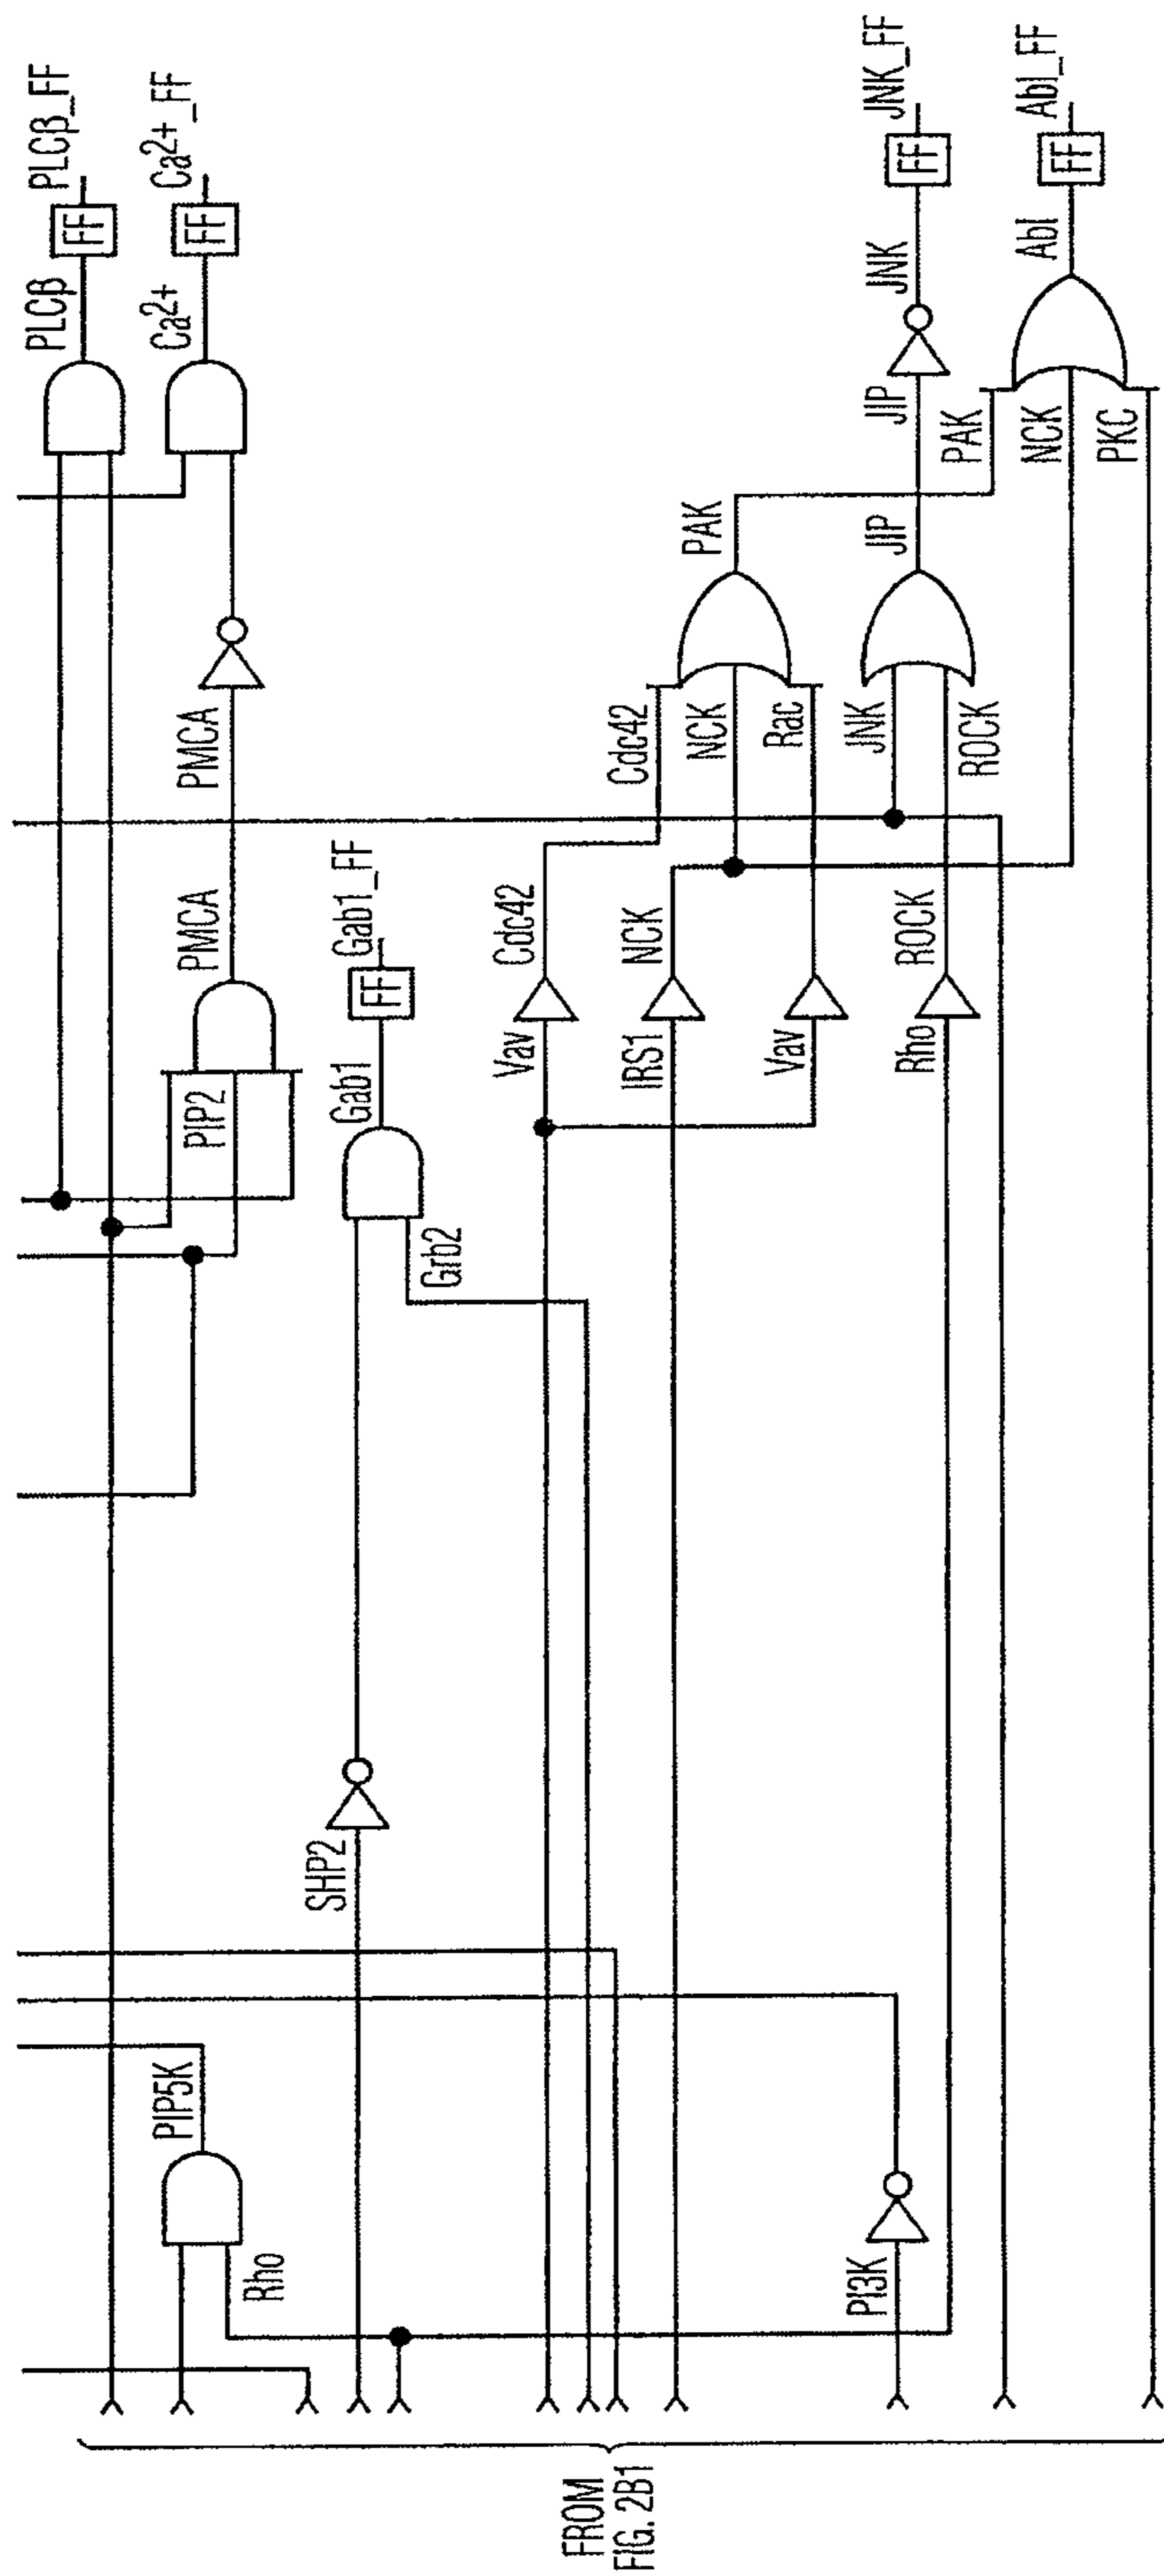 PLCβ
PLCβ_FF
FF
Ca²⁺
Ca²⁺_FF
FF
PIP5K
Rho
PIP2
PMCA
PMCA
SHP2
Gab1
Gab1_FF
FF
Grb2
Vav
Cdc42
Cdc42
IRS1
NCK
NCK
Vav
Rac
PAK
Rho
ROCK
ROCK
JNK
JIP
JIP
JNK
JNK_FF
FF
PI3K
PAK
NCK
PKC
Abl
Abl_FF
FF
FROM
FIG. 2B1